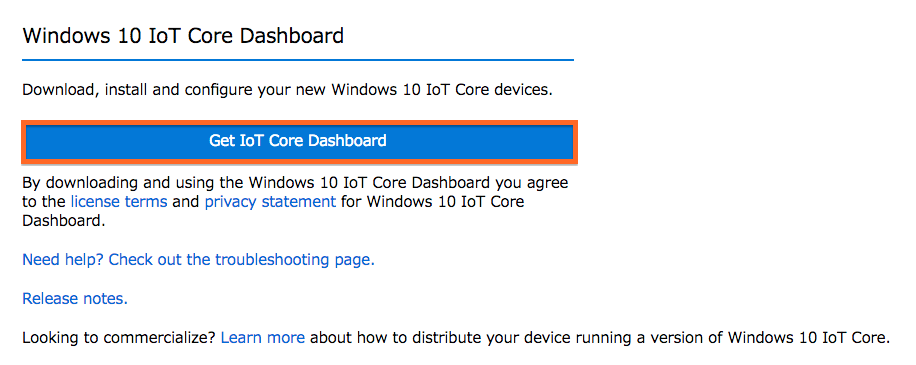 Windows 10 IoT Core Dashboard
Download, install and configure your new Windows 10 IoT Core devices.
Get IoT Core Dashboard
By downloading and using the Windows 10 IoT Core Dashboard you agree
to the license terms and privacy statement for Windows 10 IoT Core
Dashboard.
Need help? Check out the troubleshooting page.
Release notes.
Looking to commercialize? Learn more about how to distribute your device running a version of Windows 10 IoT Core.